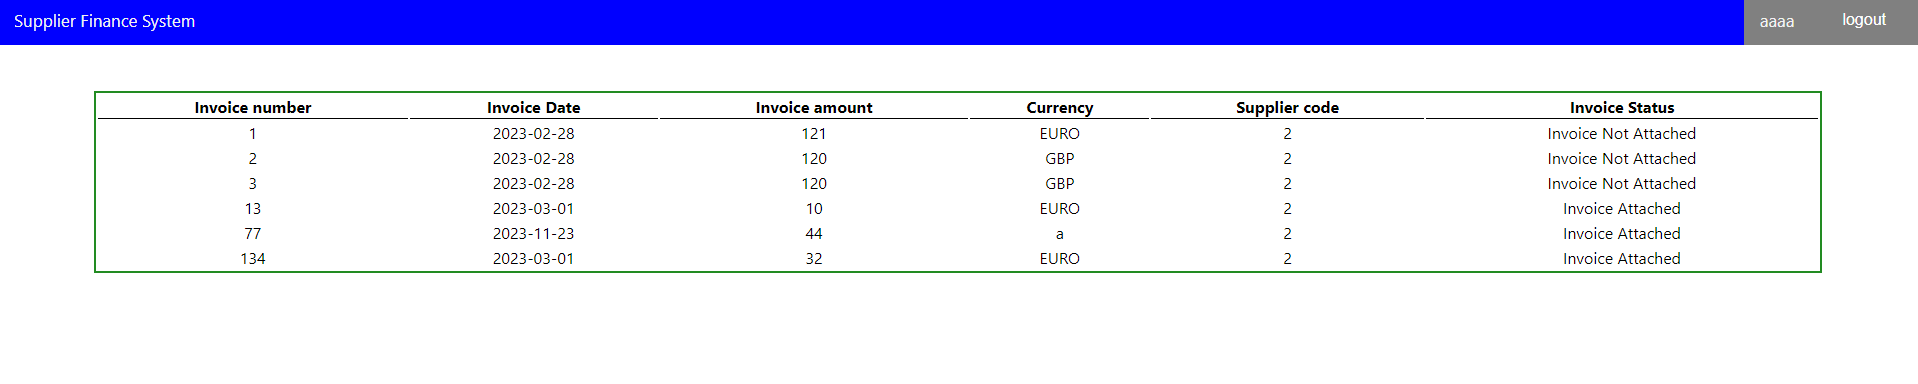 Supplier Finance System aaaa logout
Invoice number Invoice Date Invoice amount Currency Supplier code Invoice Status
1 2023-02-28 121 EURO 2 Invoice Not Attached
2 2023-02-28 120 GBP 2 Invoice Not Attached
3 2023-02-28 120 GBP 2 Invoice Not Attached
13 2023-03-01 10 EURO 2 Invoice Attached
77 2023-11-23 44 a 2 Invoice Attached
134 2023-03-01 32 EURO 2 Invoice Attached